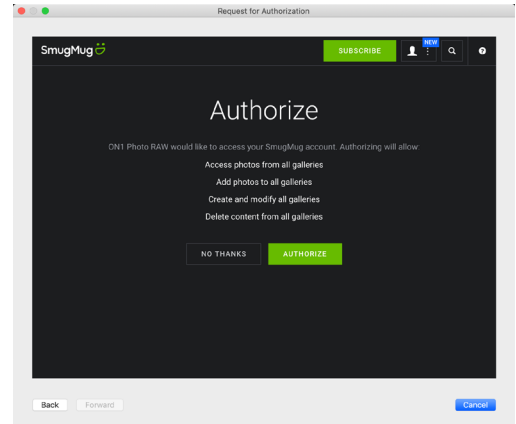 Request for Authorization
SmugMug
SUBSCRIBE
NEW
?
Authorize
ON1 Photo RAW would like to access your SmugMug account. Authorizing will allow:
Access photos from all galleries
Add photos to all galleries
Create and modify all galleries
Delete content from all galleries
NO THANKS AUTHORIZE
Back Forward Cancel